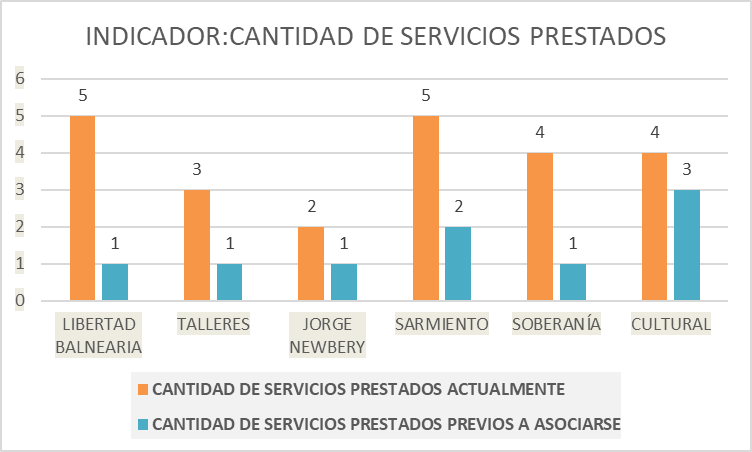 INDICADOR:CANTIDAD DE SERVICIOS PRESTADOS
6
5
4
3
2
1
0
5
1
3
1
2
1
5
2
4
1
4
3
LIBERTAD
BALNEARIA
TALLERES
JORGE
NEWBERY
SARMIENTO
SOBERANÍA
CULTURAL
CANTIDAD DE SERVICIOS PRESTADOS ACTUALMENTE
CANTIDAD DE SERVICIOS PRESTADOS PREVIOS A ASOCIARSE